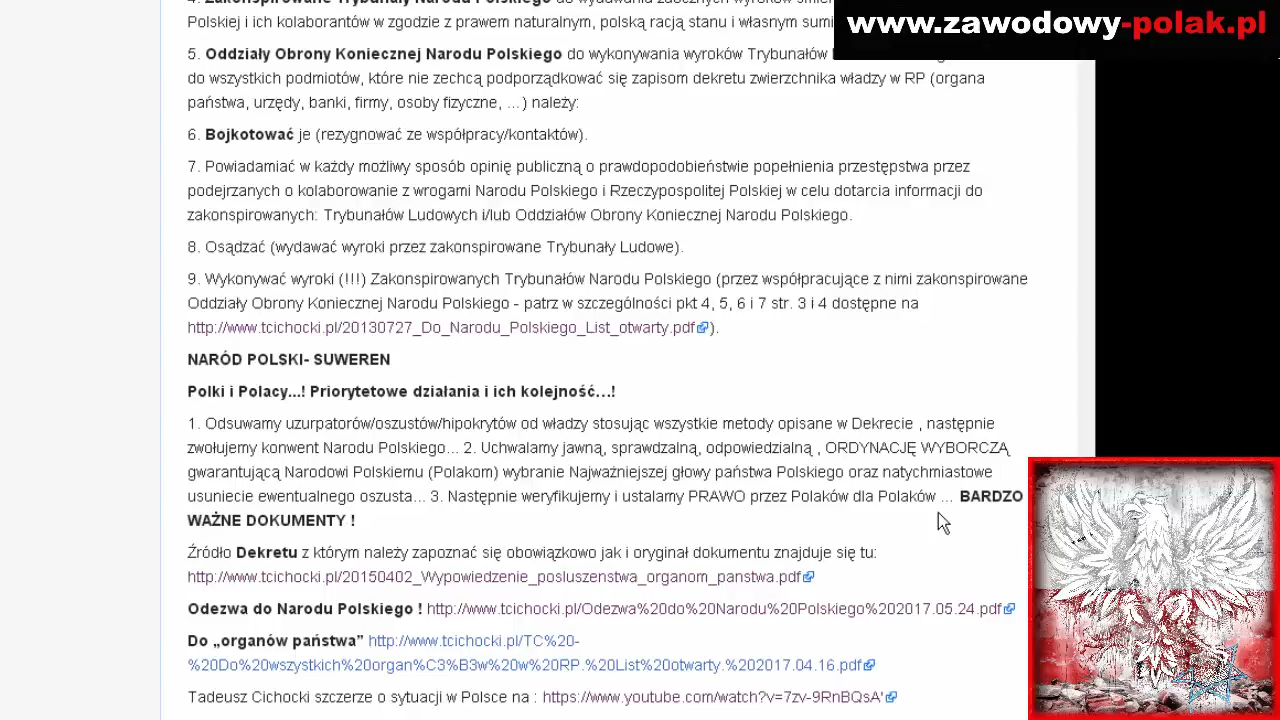 www.zawodowy-polak.pl
Polskiej i ich kolaborantów w zgodzie z prawem naturalnym, polską racją stanu i własnym
5. Oddziały Obrony Koniecznej Narodu Polskiego do wykonywania wyroków Trybunałów
do wszystkich podmiotów, które nie zechcą podporządkować się zapisom dekretu zwierzchnika władzy w RP (organa
państwa, urzędy, banki, firmy, osoby fizyczne, ...) należy:
6. Bojkotować je (rezygnować ze współpracy/kontaktów).
7. Powiadamiać w każdy możliwy sposób opinię publiczną o prawdopodobieństwie popełnienia przestępstwa przez
podejrzanych o kolaborowanie z wrogami Narodu Polskiego i Rzeczypospolitej Polskiej w celu dotarcia informacji do
zakonspirowanych: Trybunałów Ludowych i/lub Oddziałów Obrony Koniecznej Narodu Polskiego.
8. Osądzać (wydawać wyroki przez zakonspirowane Trybunały Ludowe).
9. Wykonywać wyroki (!!!) Zakonspirowanych Trybunałów Narodu Polskiego (przez współpracujące z nimi zakonspirowane
Oddziały Obrony Koniecznej Narodu Polskiego - patrz w szczególności pkt 4, 5, 6 i 7 str. 3 i 4 dostępne na
http://www.tcichocki.pl/20130727_Do_Narodu_Polskiego_List_otwarty.pdf).
NARÓD POLSKI- SUWEREN
Polki i Polacy...! Priorytetowe działania i ich kolejność...!
1. Odsuwamy uzurpatorów/oszustów/hipokrytów od władzy stosując wszystkie metody opisane w Dekrecie , następnie
zwołujemy konwent Narodu Polskiego... 2. Uchwalamy jawną, sprawdzalną, odpowiedzialną , ORDYNACJĘ WYBORCZĄ
gwarantującą Narodowi Polskiemu (Polakom) wybranie Najważniejszej głowy państwa Polskiego oraz natychmiastowe
usuniecie ewentualnego oszusta... 3. Następnie weryfikujemy i ustalamy PRAWO przez Polaków dla Polaków ... BARDZO
WAŻNE DOKUMENTY !
Źródło Dekretu z którym należy zapoznać się obowiązkowo jak i oryginał dokumentu znajduje się tu:
http://www.tcichocki.pl/20150402_Wypowiedzenie_posluszenstwa_organom_panstwa.pdf
Odezwa do Narodu Polskiego ! http://www.tcichocki.pl/Odezwa%20do%20Narodu%20Polskiego%202017.05.24.pdf
Do „organów państwa” http://www.tcichocki.pl/TC%20-
%20Do%20wszystkich%20organ%C3%B3w%20w%20RP.%20List%20otwarty.%202017.04.16.pdf
Tadeusz Cichocki szczerze o sytuacji w Polsce na : https://www.youtube.com/watch?v=7zv-9RnBQsA'